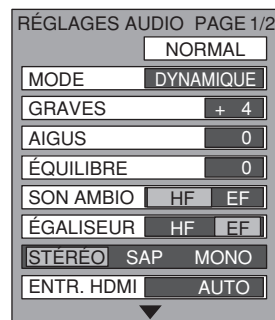 RÉGLAGES AUDIO PAGE 1/2
NORMAL
MODE DYNAMIQUE
GRAVES + 4
AIGUS 0
ÉQUILIBRE 0
SON AMBIO HF EF
ÉGALISEUR HF EF
STÉRÉO SAP MONO
ENTR. HDMI AUTO